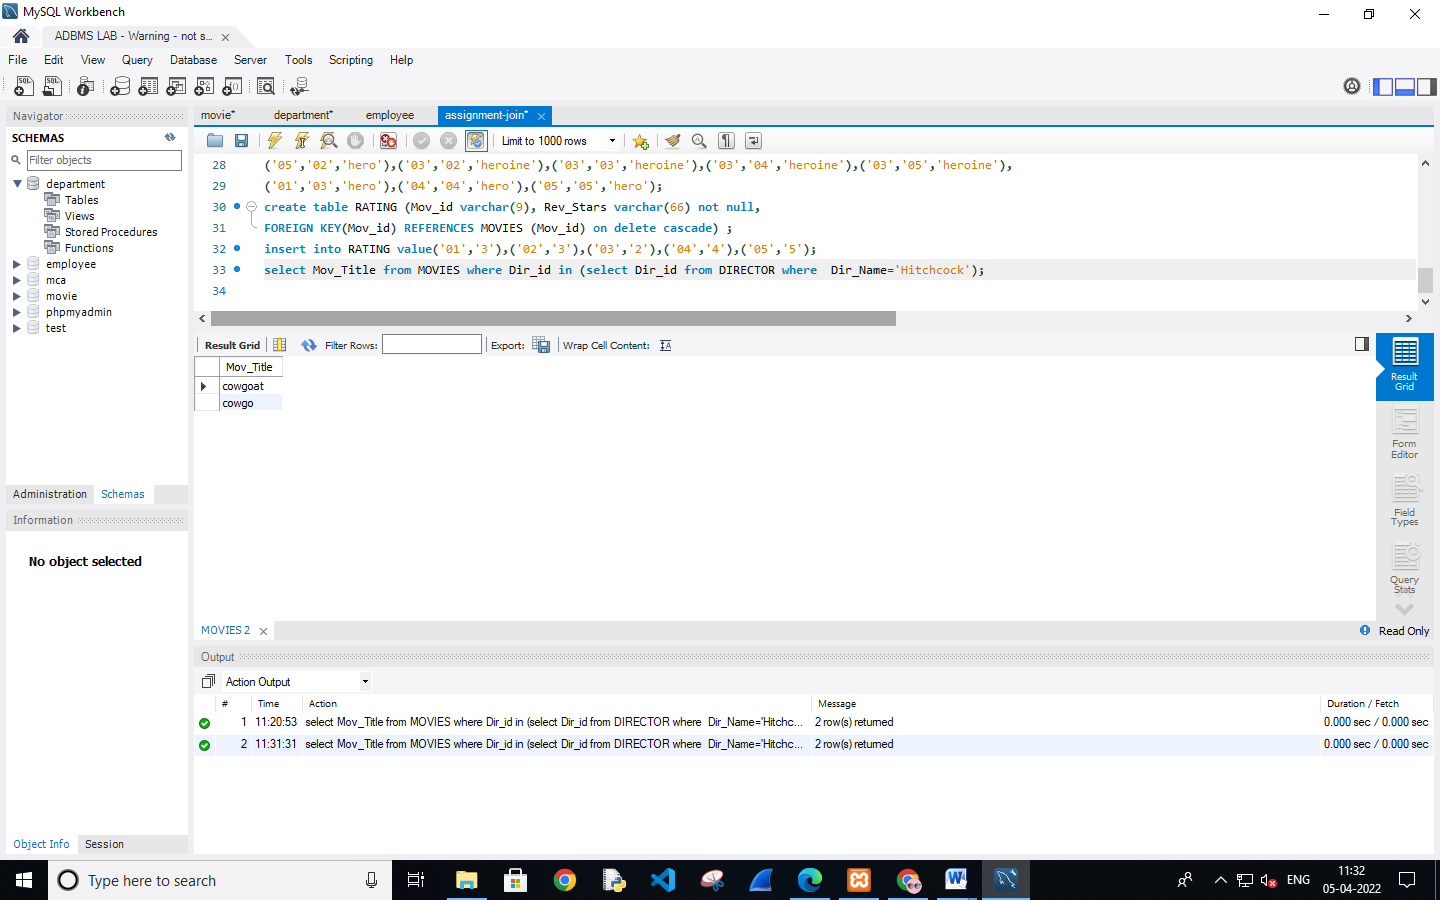 MySQL Workbench
ADBMS LAB - Warning - not s...
File Edit View Query Database Server Tools Scripting Help
Navigator
SCHEMAS
Filter objects
department
Tables
Views
Stored Procedures
Functions
employee
mca
movie
phpmyadmin
test
Administration Schemas
Information
No object selected
Object Info Session
movie* department* employee assignment-join*
Limit to 1000 rows
28 ('05','02','hero'),('03','02','heroine'),('03','03','heroine'),('03','04','heroine'),('03','05','heroine'),
29 ('01','03','hero'),('04','04','hero'),('05','05','hero');
30 create table RATING (Mov_id varchar(9), Rev_Stars varchar(66) not null,
31 FOREIGN KEY(Mov_id) REFERENCES MOVIES (Mov_id) on delete cascade) ;
32 insert into RATING value('01','3'),('02','3'),('03','2'),('04','4'),('05','5');
33 select Mov_Title from MOVIES where Dir_id in (select Dir_id from DIRECTOR where  Dir_Name='Hitchcock');
34
Result Grid Filter Rows: Export: Wrap Cell Content:
Mov_Title
cowgoat
cowgo
Result
Grid
Form
Editor
Field
Types
Query
Stats
MOVIES 2 Read Only
Output
Action Output
# Time Action Message Duration / Fetch
1 11:20:53 select Mov_Title from MOVIES where Dir_id in (select Dir_id from DIRECTOR where  Dir_Name='Hitchc... 2 row(s) returned 0.000 sec / 0.000 sec
2 11:31:31 select Mov_Title from MOVIES where Dir_id in (select Dir_id from DIRECTOR where  Dir_Name='Hitchc... 2 row(s) returned 0.000 sec / 0.000 sec
Type here to search
ENG
11:32
05-04-2022